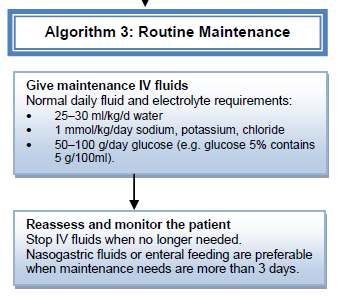 Algorithm 3: Routine Maintenance
Give maintenance IV fluids
Normal daily fluid and electrolyte requirements:
• 25–30 ml/kg/d water
• 1 mmol/kg/day sodium, potassium, chloride
• 50–100 g/day glucose (e.g. glucose 5% contains
5 g/100ml).
Reassess and monitor the patient
Stop IV fluids when no longer needed.
Nasogastric fluids or enteral feeding are preferable
when maintenance needs are more than 3 days.